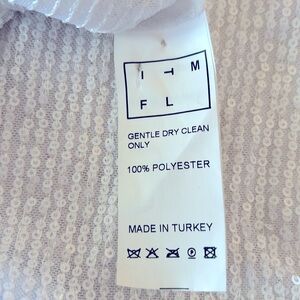 I T M
F L
GENTLE DRY CLEAN
ONLY
100% POLYESTER
MADE IN TURKEY